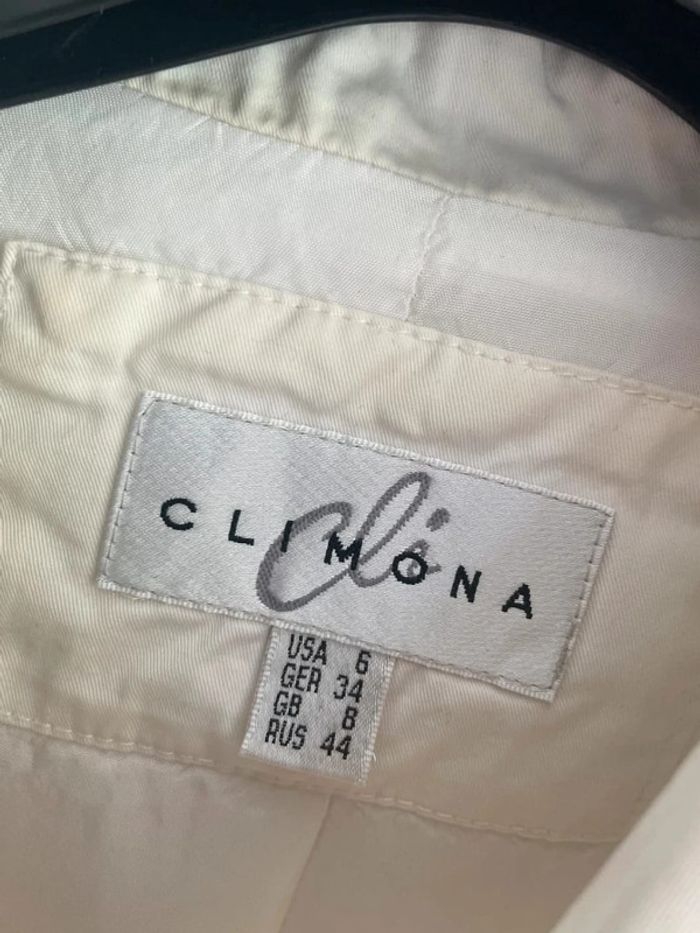 CLIMONA
Cli
USA 6
GER 34
GB 8
RUS 44